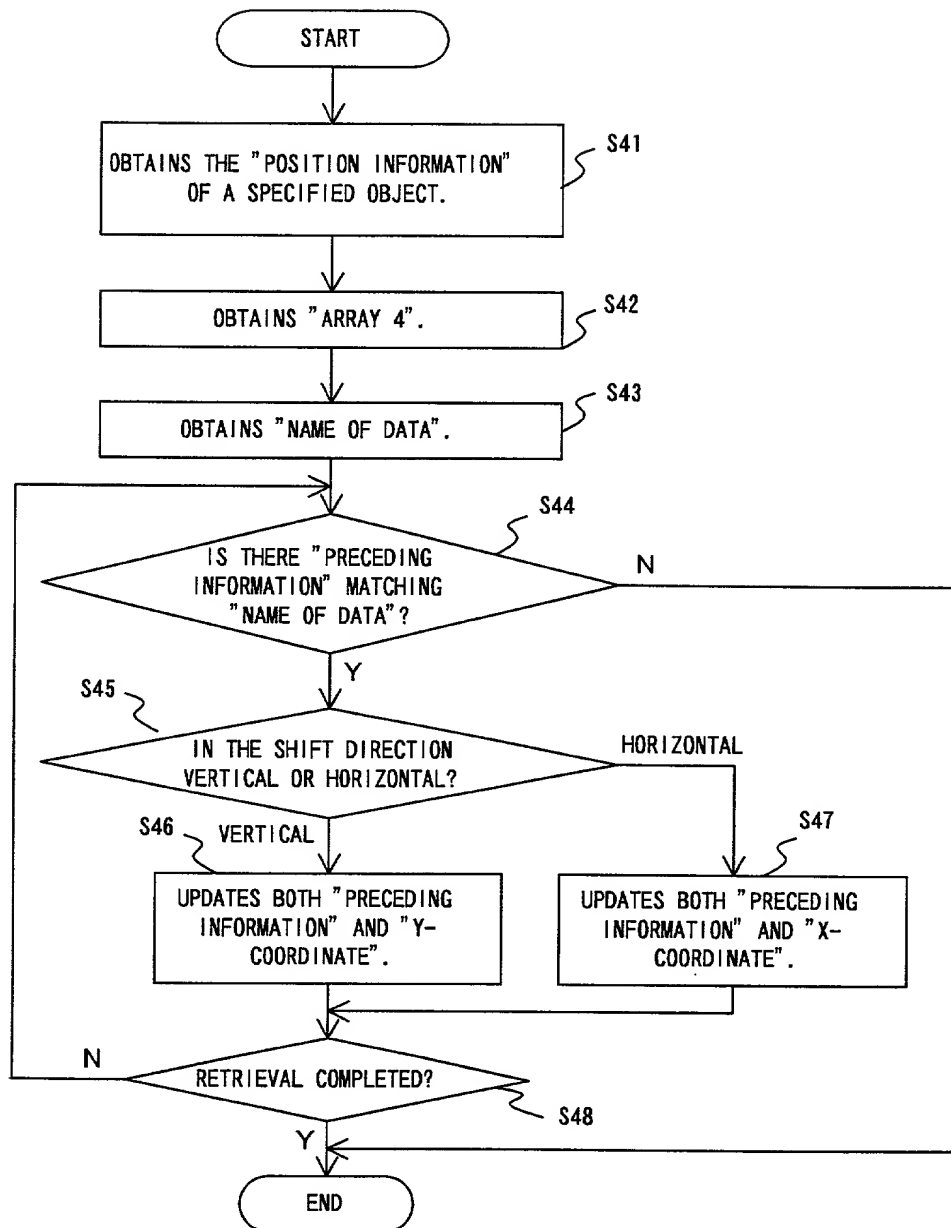 START
S41
OBTAINS THE "POSITION INFORMATION"
OF A SPECIFIED OBJECT.
S42
OBTAINS "ARRAY 4".
S43
OBTAINS "NAME OF DATA".
S44
IS THERE "PRECEDING
INFORMATION" MATCHING
"NAME OF DATA"?
N
Y
S45
IN THE SHIFT DIRECTION
VERTICAL OR HORIZONTAL?
HORIZONTAL
VERTICAL
S46
UPDATES BOTH "PRECEDING
INFORMATION" AND "Y-
COORDINATE".
S47
UPDATES BOTH "PRECEDING
INFORMATION" AND "X-
COORDINATE".
N
RETRIEVAL COMPLETED?
S48
Y
END